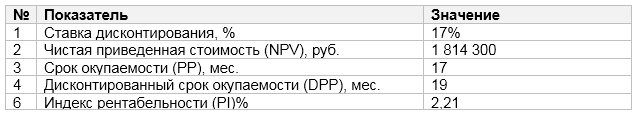 № Показатель Значение
1 Ставка дисконтирования, % 17%
2 Чистая приведенная стоимость (NPV), руб. 1 814 300
3 Срок окупаемости (PP), мес. 17
4 Дисконтированный срок окупаемости (DPP), мес. 19
6 Индекс рентабельности (PI)% 2,21